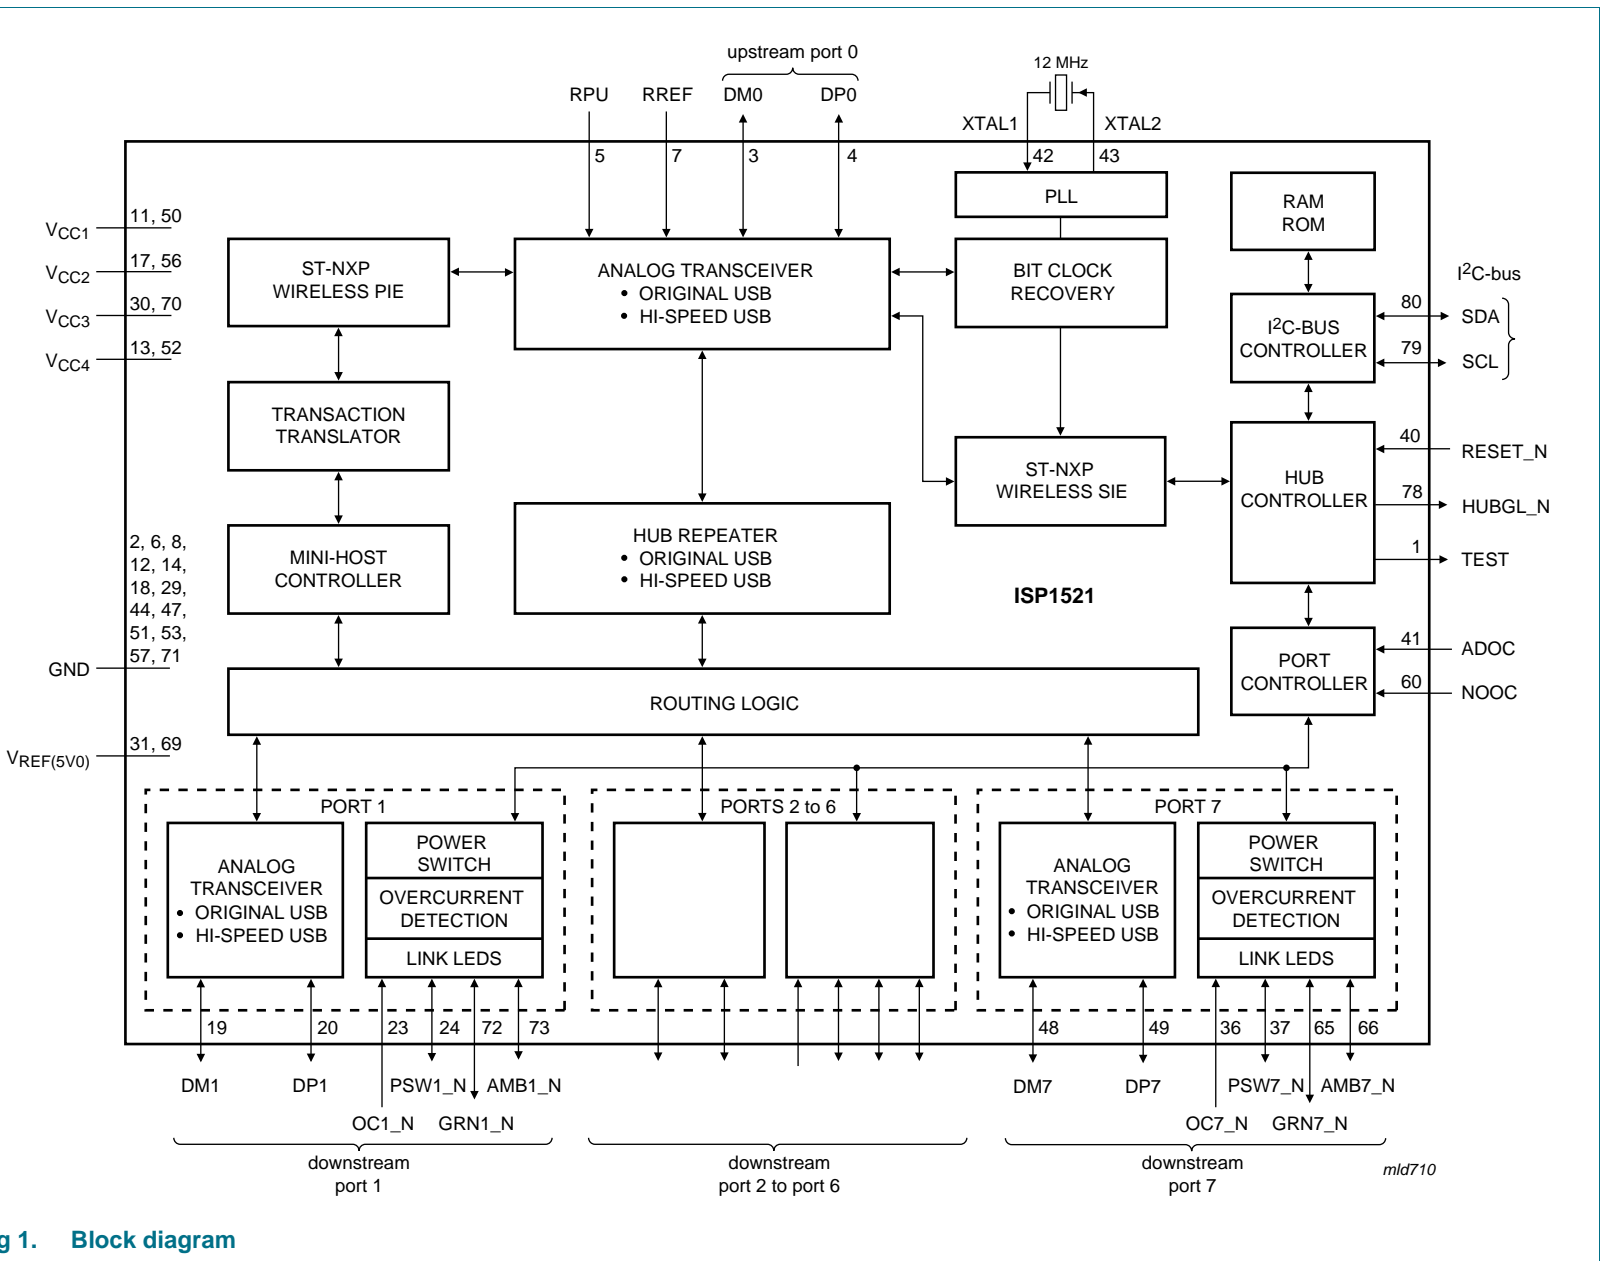 upstream port 0
12 MHz
RPU
RREF
DM0
DP0
XTAL1
XTAL2
5
7
3
4
42
43
PLL
RAM
ROM
VCC1
11, 50
VCC2
17, 56
VCC3
30, 70
VCC4
13, 52
ST-NXP
WIRELESS PIE
ANALOG TRANSCEIVER
• ORIGINAL USB
• HI-SPEED USB
BIT CLOCK
RECOVERY
I2C-BUS
CONTROLLER
I2C-bus
80
SDA
79
SCL
TRANSACTION
TRANSLATOR
ST-NXP
WIRELESS SIE
HUB
CONTROLLER
40
RESET_N
78
HUBGL_N
1
TEST
2, 6, 8,
12, 14,
18, 29,
44, 47,
51, 53,
57, 71
GND
MINI-HOST
CONTROLLER
HUB REPEATER
• ORIGINAL USB
• HI-SPEED USB
ISP1521
PORT
CONTROLLER
41
ADOC
60
NOOC
ROUTING LOGIC
VREF(5V0)
31, 69
PORT 1
ANALOG
TRANSCEIVER
• ORIGINAL USB
• HI-SPEED USB
POWER
SWITCH
OVERCURRENT
DETECTION
LINK LEDS
PORTS 2 to 6
PORT 7
ANALOG
TRANSCEIVER
• ORIGINAL USB
• HI-SPEED USB
POWER
SWITCH
OVERCURRENT
DETECTION
LINK LEDS
19
20
23
24
72
73
48
49
36
37
65
66
DM1
DP1
PSW1_N
AMB1_N
OC1_N
GRN1_N
DM7
DP7
PSW7_N
AMB7_N
OC7_N
GRN7_N
downstream
port 1
downstream
port 2 to port 6
downstream
port 7
mld710
g 1. Block diagram